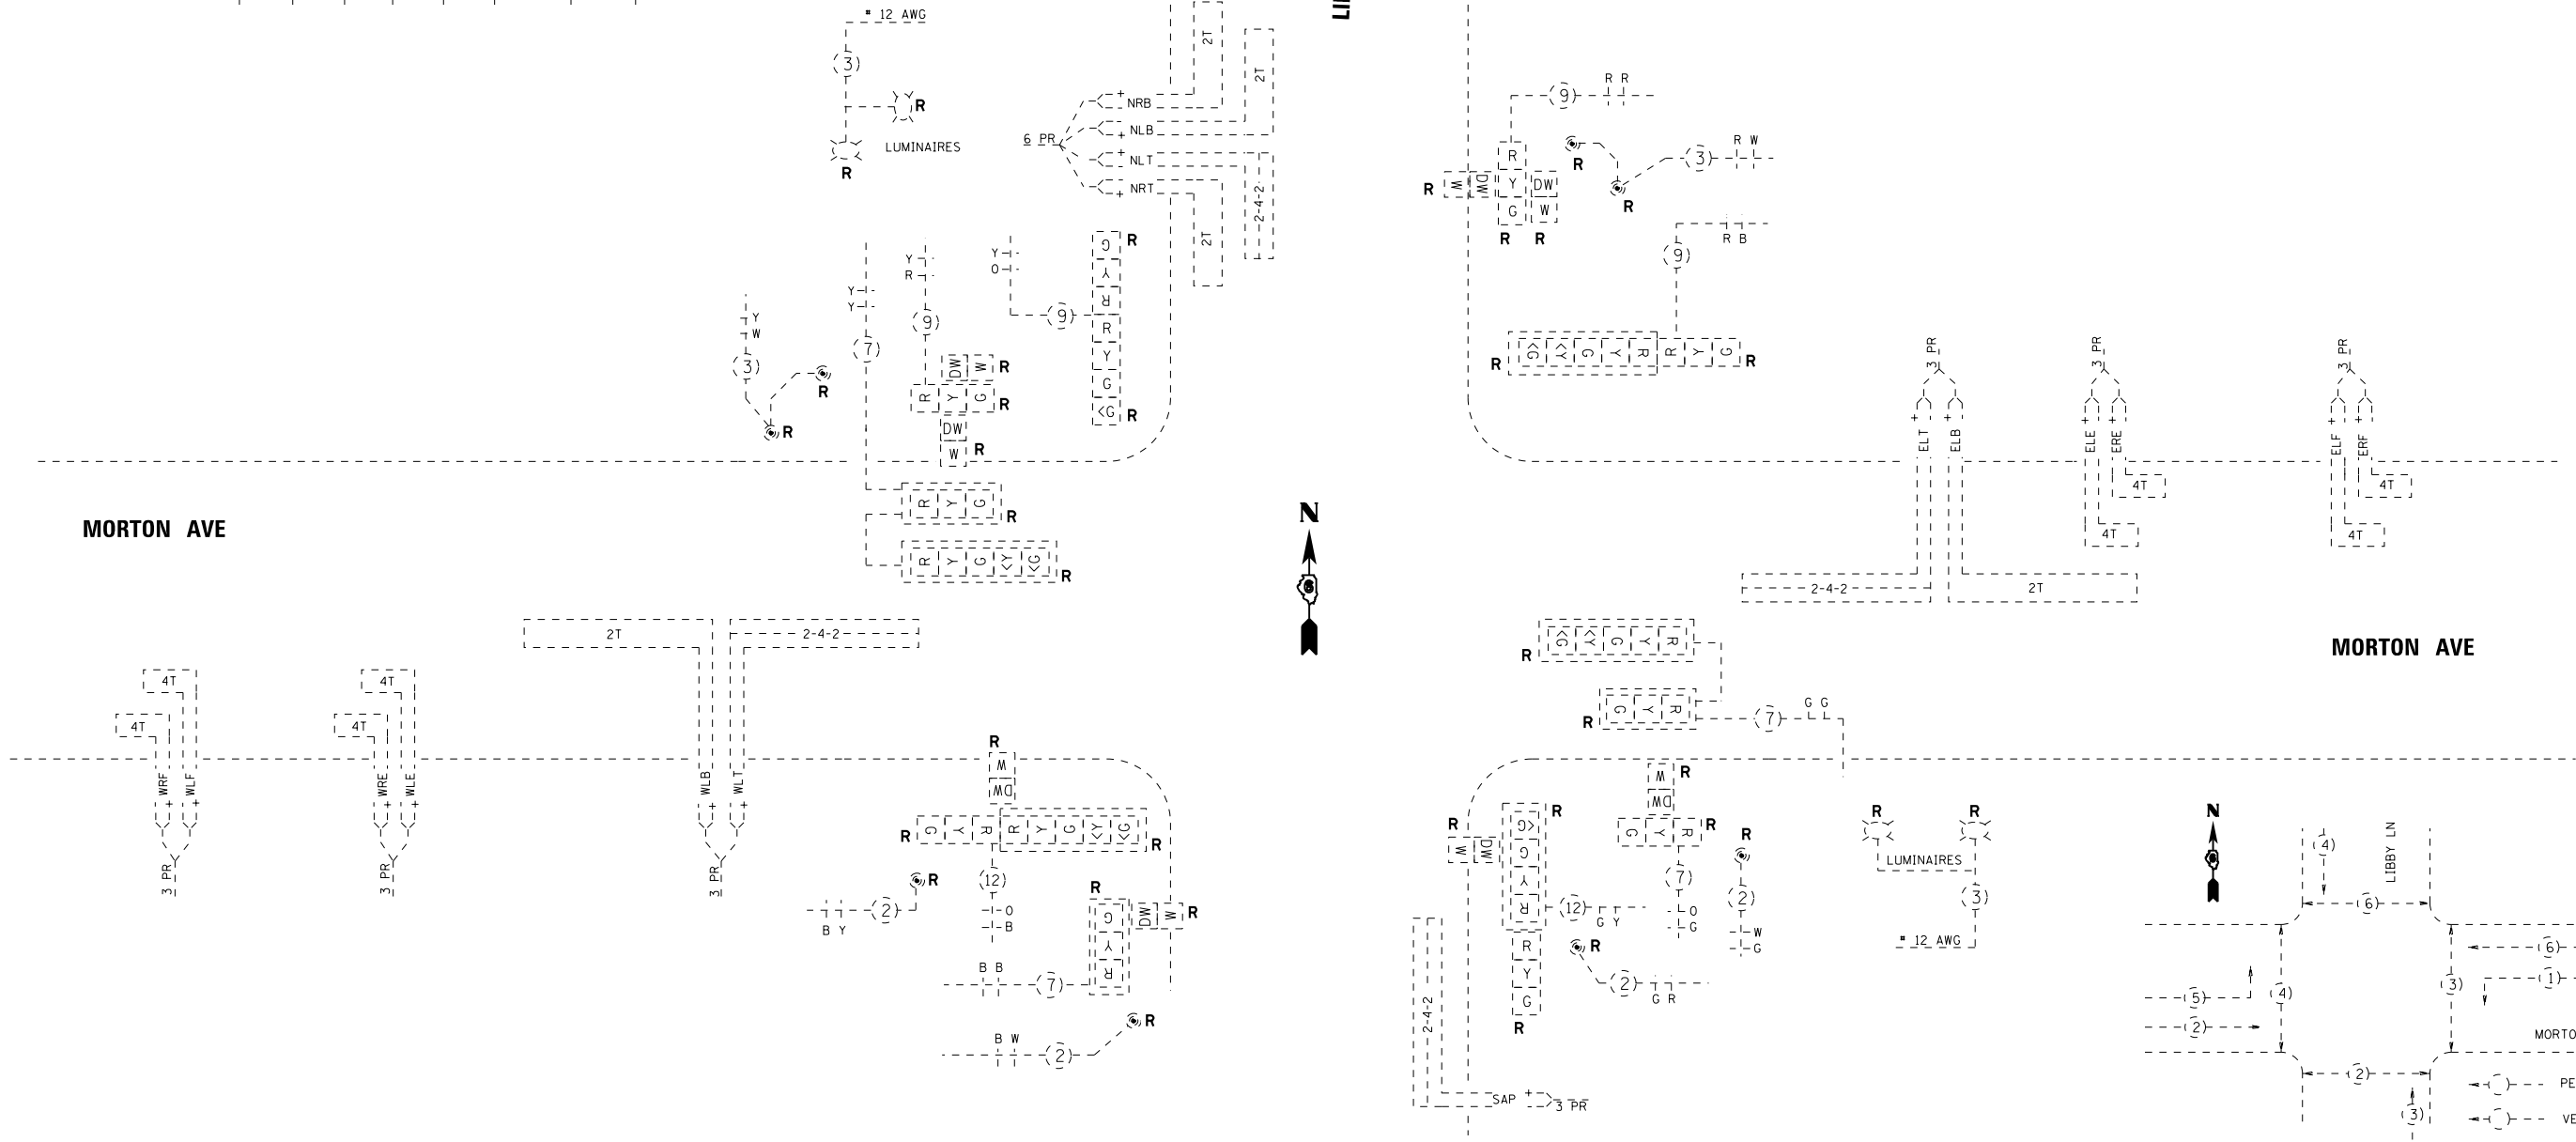 LI
# 12 AWG
3
R
LUMINAIRES
R
6 PR
+ NRB
NLB +
+ NLT
NRT +
2T
2T
2-4-2
2T
9
R R
R
Y
G
R
W DW
DW
W
R R
R
R
3
R W
9
R B
R
<G <Y G Y R R Y G
R
Y
W
3
R
R
Y
Y
7
Y
R
9
DW W R
R Y G R
DW
W
R
Y
O
9
G R
Y
R
R
Y
G
<G R
R Y G
R
R Y G <Y <G
R
3 PR
ELT + ELB +
3 PR
ELE + ERE +
3 PR
ELF + ERF +
4T
4T
4T
4T
2-4-2
2T
MORTON AVE
N
MORTON AVE
R
<G <Y G Y R
R
G Y R
7
G G
2T
2-4-2
4T
4T
4T
4T
+ WRF + WLF
3 PR
+ WRE + WLE
3 PR
+ WLB + WLT
3 PR
R
W
DW
R
G Y R R Y G <Y <G
R
R
2
B Y
12
O
B
R
G
Y
R
DW W R
B B
7
R
B W
2
R
W DW
R
<G
G
Y
R
R
Y
G
R
12
G Y
R
2
G R
W
DW
R
G Y R
R
7
O
G
R
2
W
G
R R
LUMINAIRES
3
# 12 AWG
2-4-2
SAP +
3 PR
N
LIBBY LN
4
6
6
1
5
2
4
3
MORTO
2
3
PE
VE